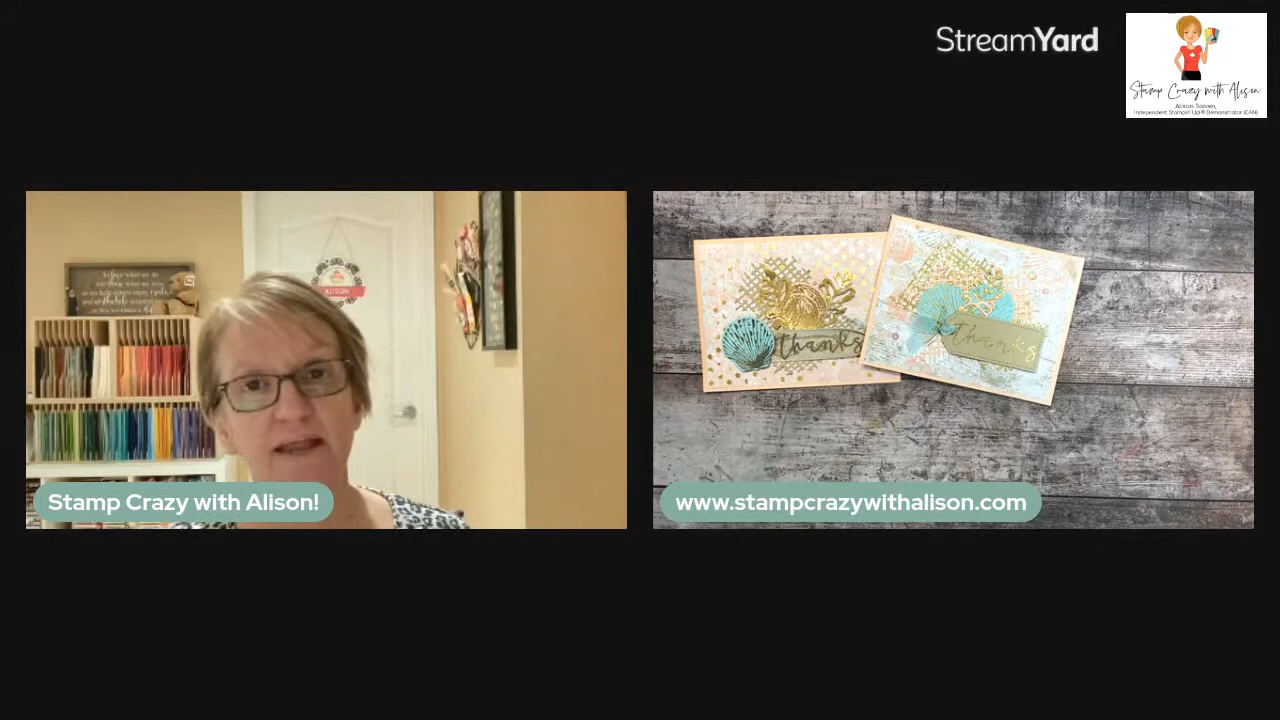 StreamYard
Stamp Crazy with Alison
Alison Solven,
Independent Stampin' Up!® Demonstrator (CAN)
ALISON
thanks
thanks
Stamp Crazy with Alison!
www.stampcrazywithalison.com